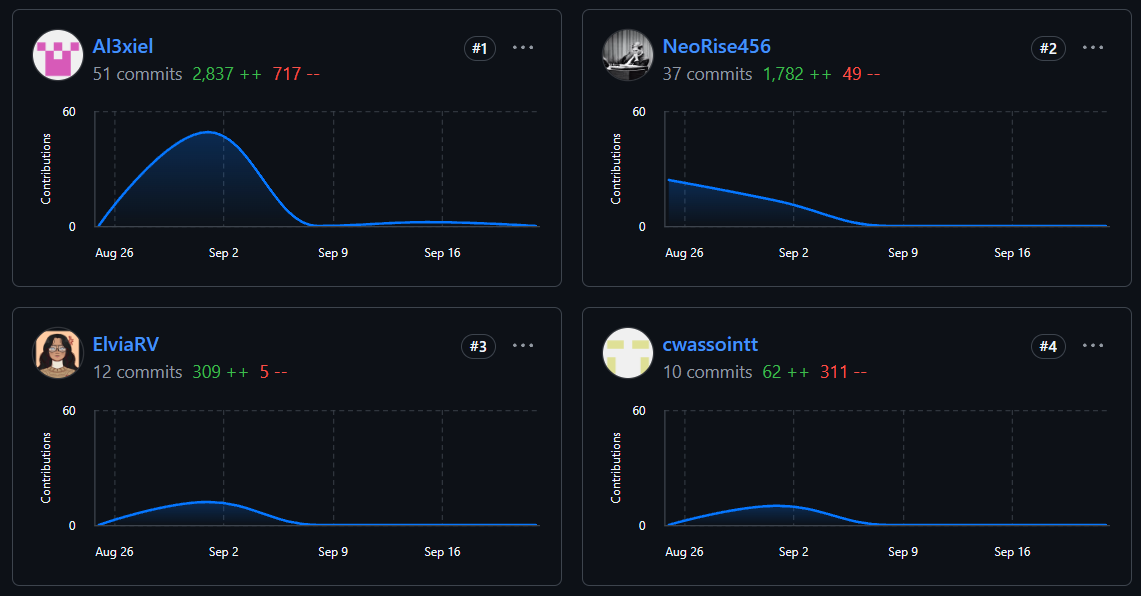 Al3xiel
#1
51 commits 2,837 ++ 717 --
60
Contributions
0
Aug 26 Sep 2 Sep 9 Sep 16
NeoRise456
#2
37 commits 1,782 ++ 49 --
60
Contributions
0
Aug 26 Sep 2 Sep 9 Sep 16
ElviaRV
#3
12 commits 309 ++ 5 --
60
Contributions
0
Aug 26 Sep 2 Sep 9 Sep 16
cwassointt
#4
10 commits 62 ++ 311 --
60
Contributions
0
Aug 26 Sep 2 Sep 9 Sep 16